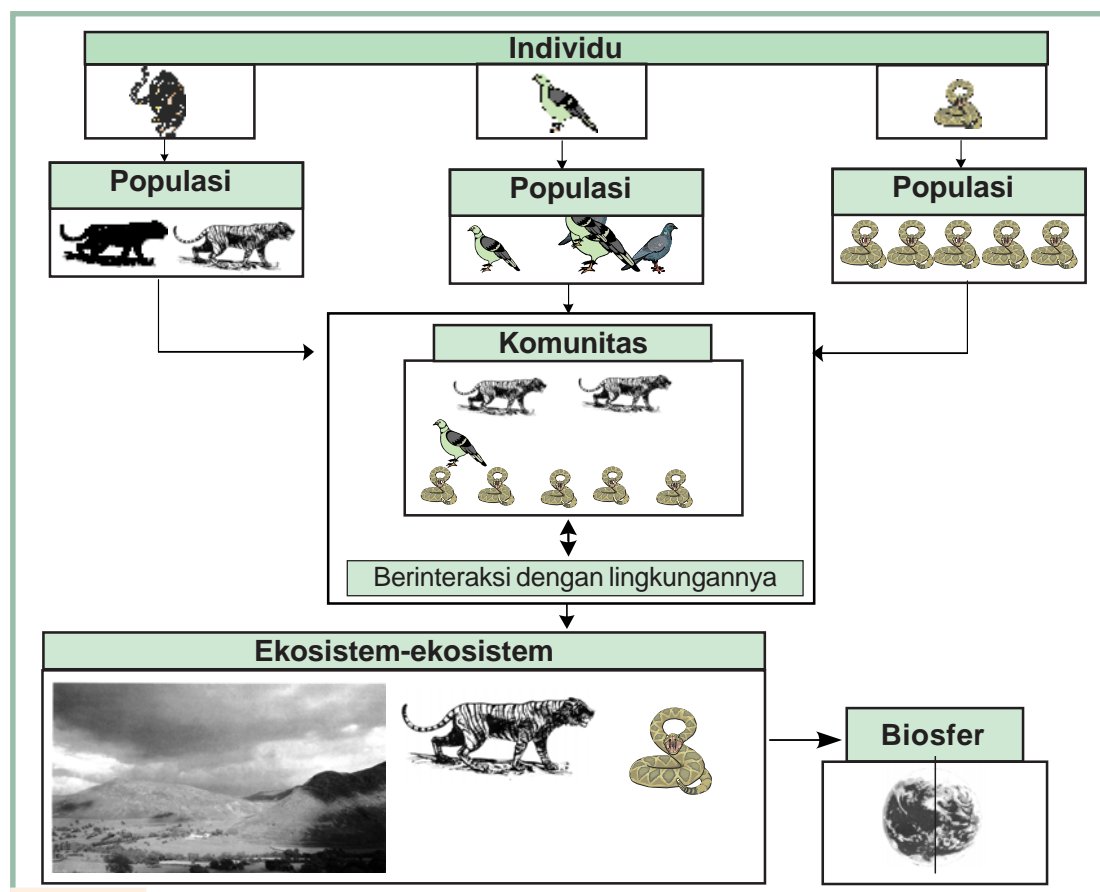 Individu
Populasi
Populasi
Populasi
Komunitas
Berinteraksi dengan lingkungannya
Ekosistem-ekosistem
Biosfer